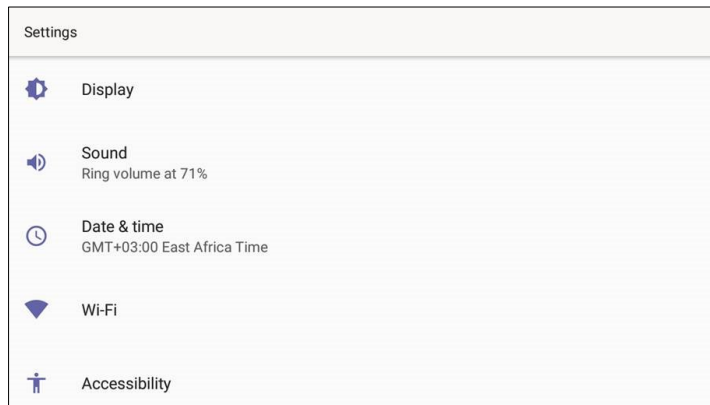 Settings
Display
Sound
Ring volume at 71%
Date & time
GMT+03:00 East Africa Time
Wi-Fi
Accessibility